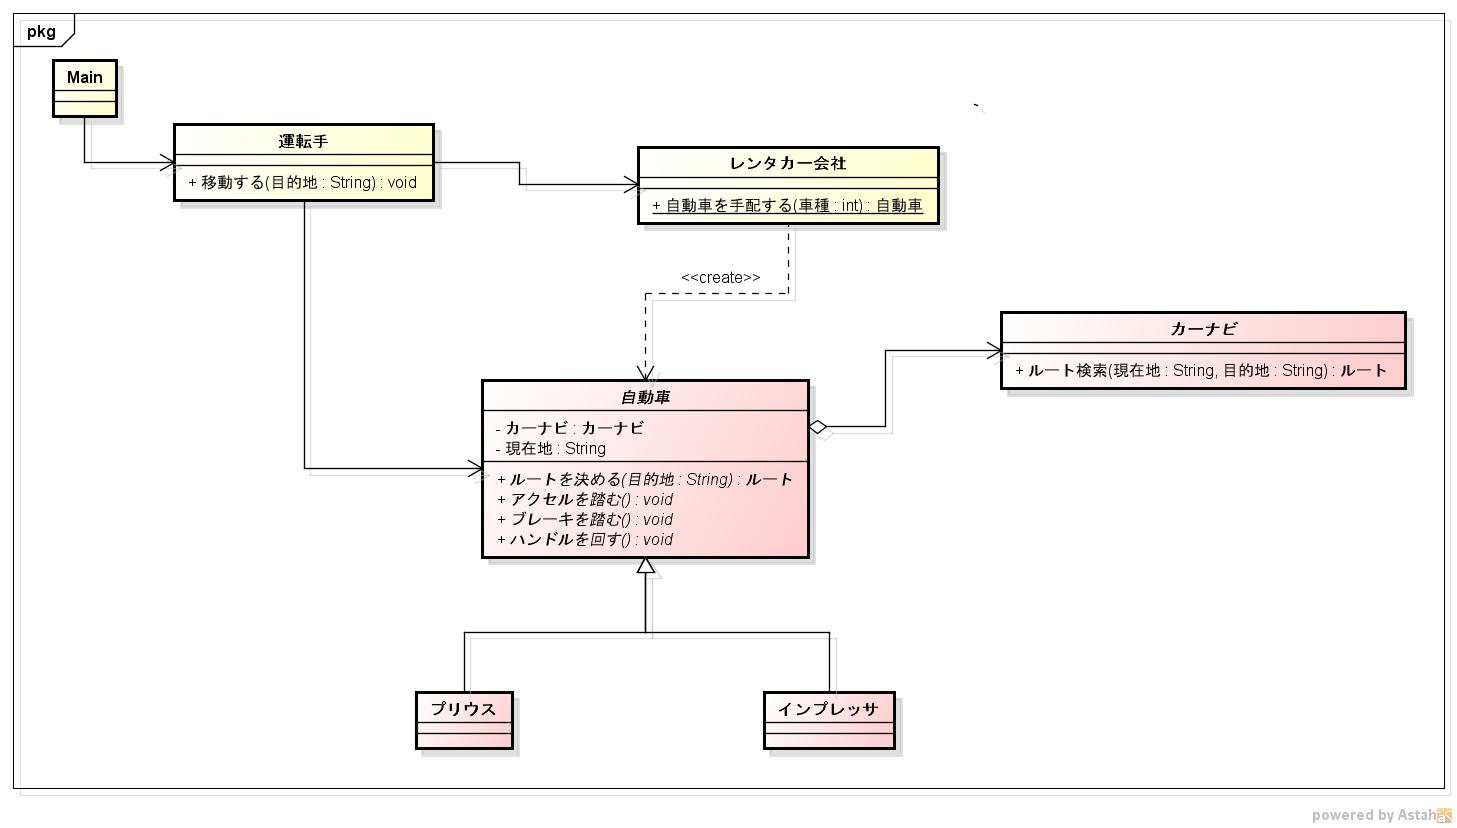 pkg
Main
運転手
+ 移動する(目的地 : String) : void
レンタカー会社
+ 自動車を手配する(車種 : int) : 自動車
<<create>>
カーナビ
+ ルート検索(現在地 : String, 目的地 : String) : ルート
自動車
- カーナビ : カーナビ
- 現在地 : String
+ ルートを決める(目的地 : String) : ルート
+ アクセルを踏む() : void
+ ブレーキを踏む() : void
+ ハンドルを回す() : void
プリウス
インプレッサ
powered by Astah